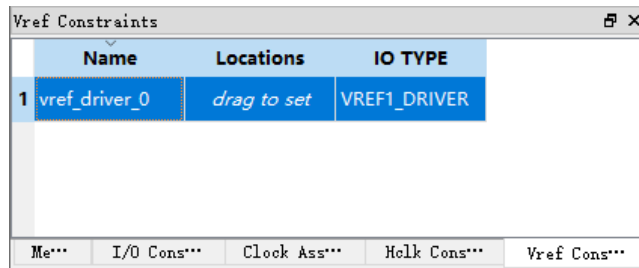 Vref Constraints
Name Locations IO TYPE
1 vref_driver_0 drag to set VREF1_DRIVER
Me··· I/O Cons··· Clock Ass··· Hclk Cons··· Vref Cons···